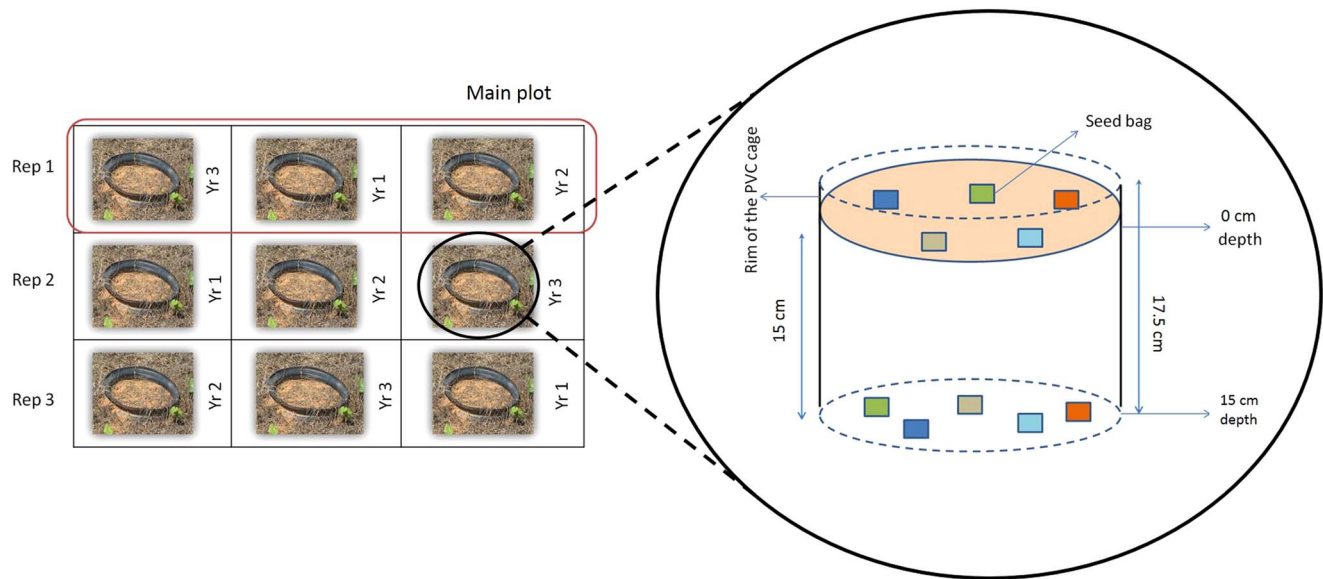 Main plot
Rep 1
Yr 3
Yr 1
Yr 2
Rep 2
Yr 1
Yr 2
Yr 3
Rep 3
Yr 2
Yr 3
Yr 1
Seed bag
Rim of the PVC cage
0 cm
depth
15 cm
17.5 cm
15 cm
depth